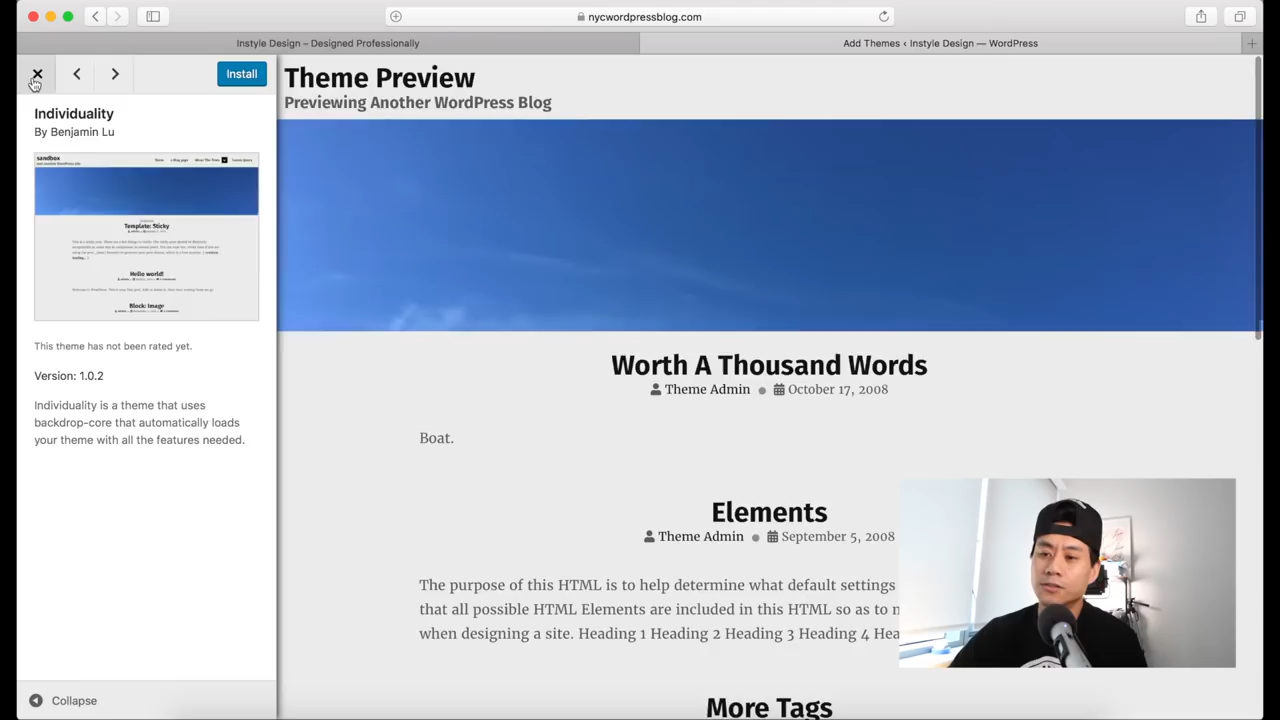 nycwordpressblog.com
Instyle Design – Designed Professionally
Add Themes ‹ Instyle Design — WordPress
Install
Individuality
By Benjamin Lu
sandbox
Template: Sticky
Hello world!
Block: Image
This theme has not been rated yet.
Version: 1.0.2
Individuality is a theme that uses
backdrop-core that automatically loads
your theme with all the features needed.
Collapse
Theme Preview
Previewing Another WordPress Blog
Worth A Thousand Words
Theme Admin ● October 17, 2008
Boat.
Elements
Theme Admin ● September 5, 2008
The purpose of this HTML is to help determine what default settings
that all possible HTML Elements are included in this HTML so as to n
when designing a site. Heading 1 Heading 2 Heading 3 Heading 4 Hea
More Tags